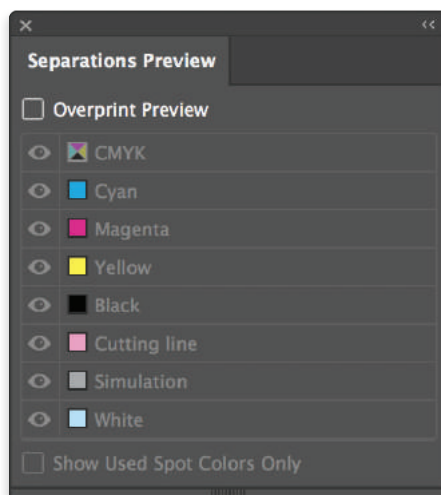 Separations Preview
Overprint Preview
CMYK
Cyan
Magenta
Yellow
Black
Cutting line
Simulation
White
Show Used Spot Colors Only